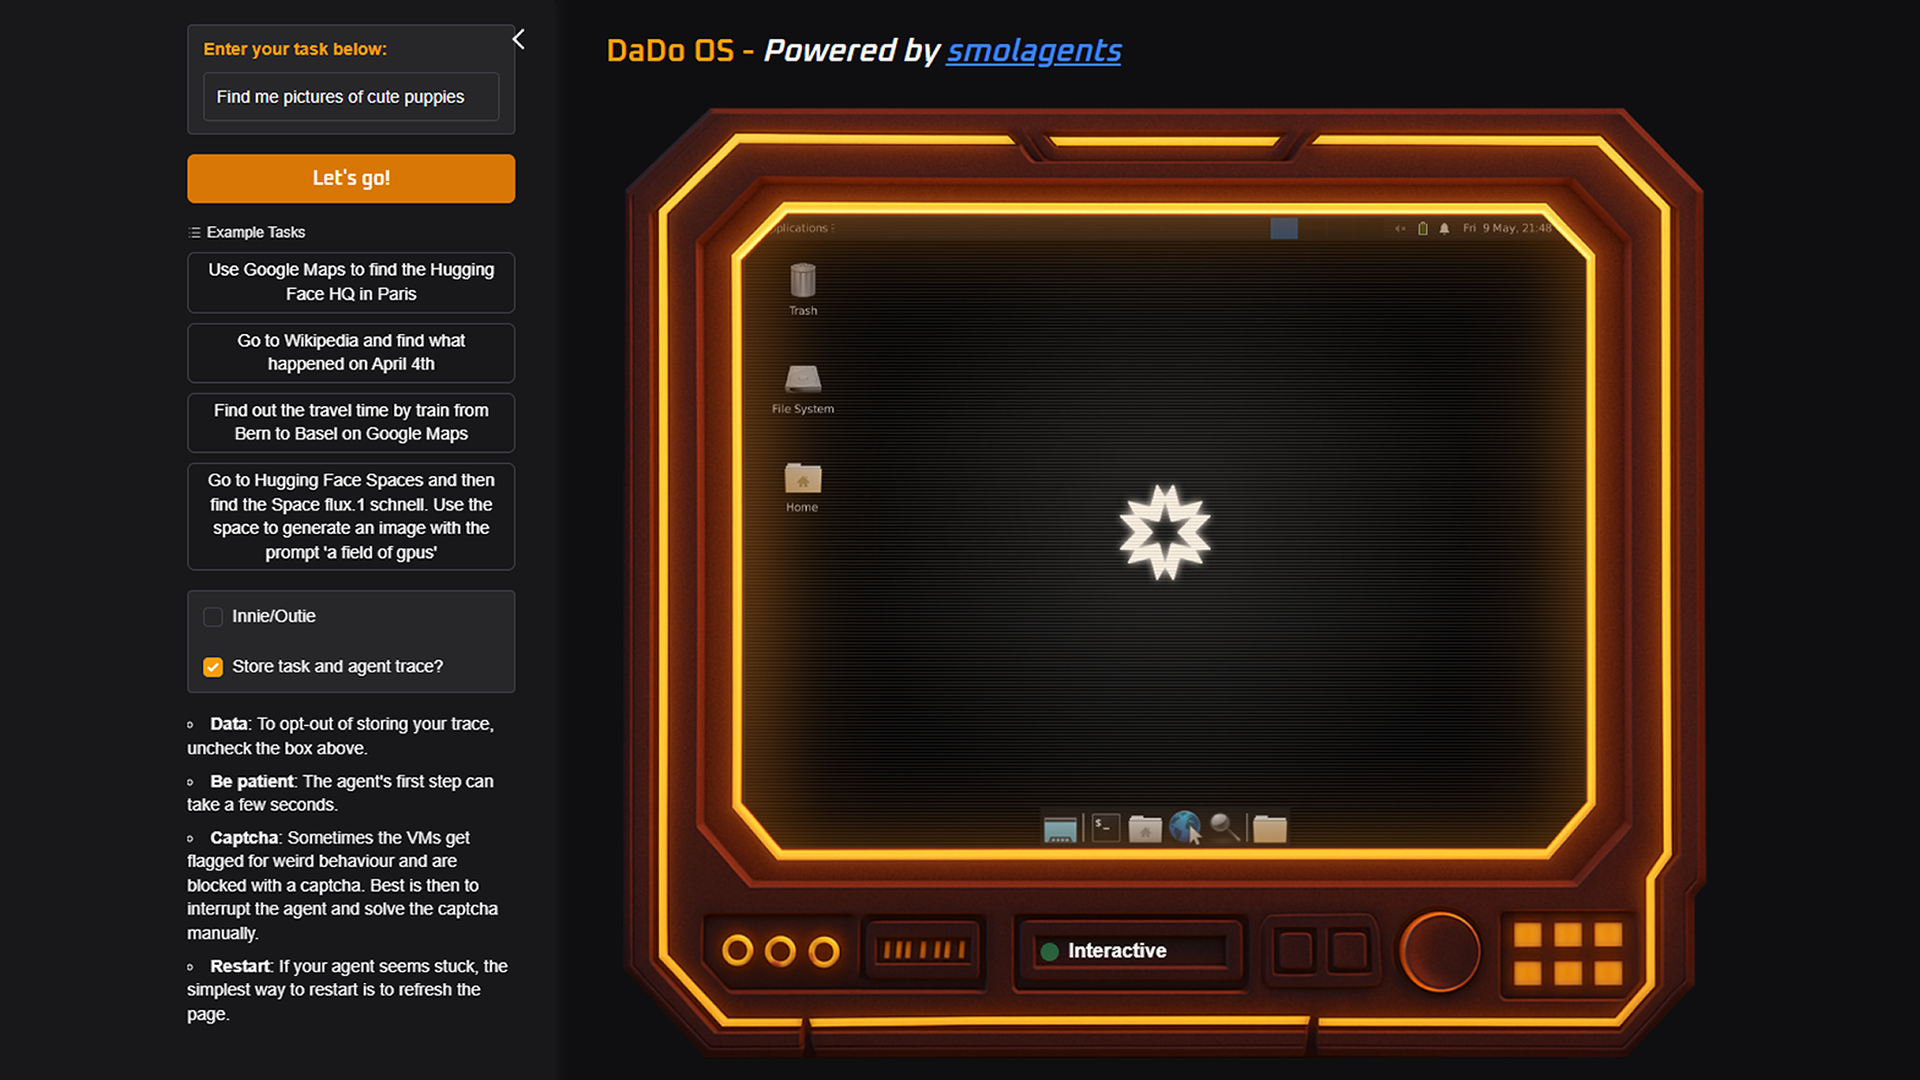 Enter your task below:
Find me pictures of cute puppies
Let's go!
Example Tasks
Use Google Maps to find the Hugging
Face HQ in Paris
Go to Wikipedia and find what
happened on April 4th
Find out the travel time by train from
Bern to Basel on Google Maps
Go to Hugging Face Spaces and then
find the Space flux.1 schnell. Use the
space to generate an image with the
prompt 'a field of gpus'
Innie/Outie
Store task and agent trace?
Data: To opt-out of storing your trace,
uncheck the box above.
Be patient: The agent's first step can
take a few seconds.
Captcha: Sometimes the VMs get
flagged for weird behaviour and are
blocked with a captcha. Best is then to
interrupt the agent and solve the captcha
manually.
Restart: If your agent seems stuck, the
simplest way to restart is to refresh the
page.
DaDo OS - Powered by smolagents
plications
Fri 9 May, 21:48
Trash
File System
Home
$-
Interactive